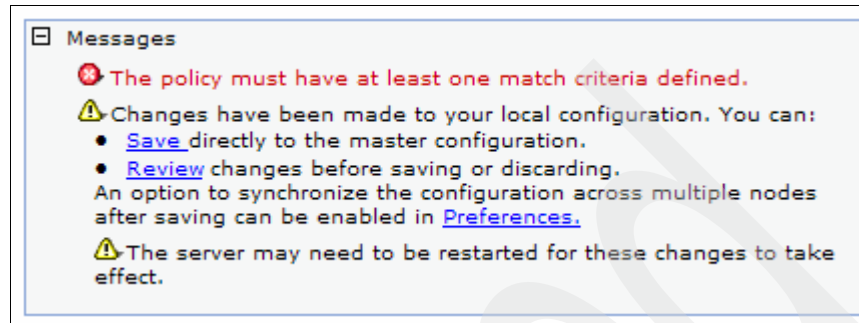 Messages
The policy must have at least one match criteria defined.
Changes have been made to your local configuration. You can:
Save directly to the master configuration.
Review changes before saving or discarding.
An option to synchronize the configuration across multiple nodes
after saving can be enabled in Preferences.
The server may need to be restarted for these changes to take
effect.